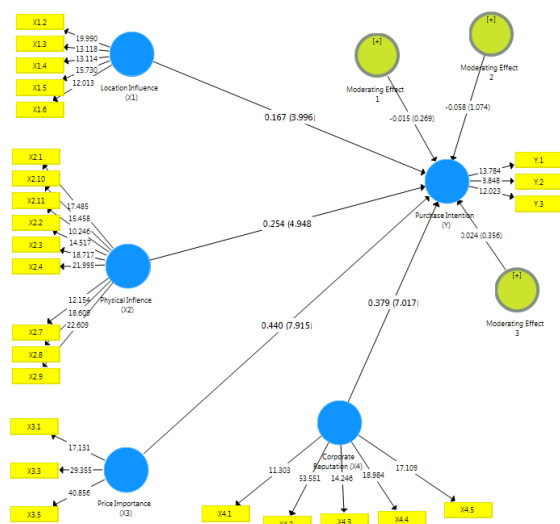 X1.2
X1.3
X1.4
X1.5
X1.6
19.990
13.118
13.114
15.730
12.013
Location Influence
(X1)
[+]
Moderating Effect
1
[+]
Moderating Effect
2
0.167 (3.996)
-0.015 (0.269)
-0.058 (1.074)
X2.1
X2.10
X2.11
X2.2
X2.3
X2.4
X2.7
X2.8
X2.9
17.485
15.458
10.246
14.517
18.717
21.995
12.154
18.609
22.609
Physical Inflence
(X2)
0.254 (4.948
13.784
12.023
Y.1
Y.2
Y.3
Purchase Intention
(Y)
(0.356)
[+]
Moderating Effect
3
0.379 (7.017)
0.440 (7.915)
X3.1
X3.3
X3.5
17.131
29.355
40.856
Price Importance
(X3)
Corporate
Reputation (X4)
11.303
53.551
14.246
18.984
17.109
X4.1
X4.3
X4.4
X4.5